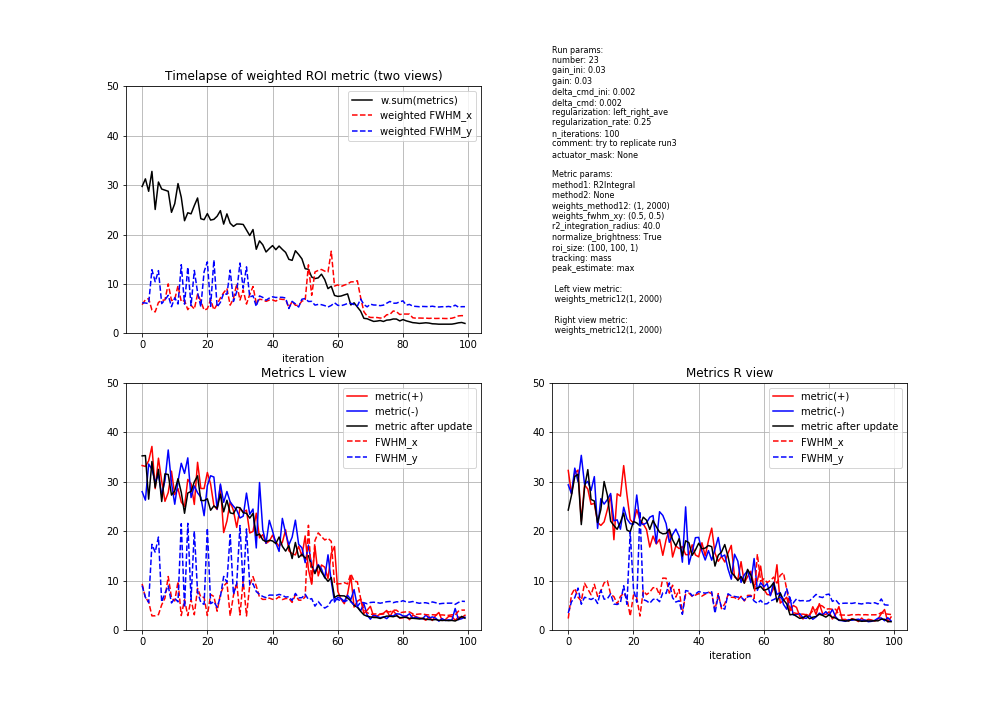 Timelapse of weighted ROI metric (two views)
50
40
30
20
10
0
w.sum(metrics)
weighted FWHM_x
weighted FWHM_y
0 20 40 60 80 100
iteration
Run params:
number: 23
gain_ini: 0.03
gain: 0.03
delta_cmd_ini: 0.002
delta_cmd: 0.002
regularization: left_right_ave
regularization_rate: 0.25
n_iterations: 100
comment: try to replicate run3
actuator_mask: None
Metric params:
method1: R2Integral
method2: None
weights_method12: (1, 2000)
weights_fwhm_xy: (0.5, 0.5)
r2_integration_radius: 40.0
normalize_brightness: True
roi_size: (100, 100, 1)
tracking: mass
peak_estimate: max
Left view metric:
weights_metric12(1, 2000)
Right view metric:
weights_metric12(1, 2000)
Metrics L view
50
40
30
20
10
0
metric(+)
metric(-)
metric after update
FWHM_x
FWHM_y
0 20 40 60 80 100
Metrics R view
50
40
30
20
10
0
metric(+)
metric(-)
metric after update
FWHM_x
FWHM_y
0 20 40 60 80 100
iteration